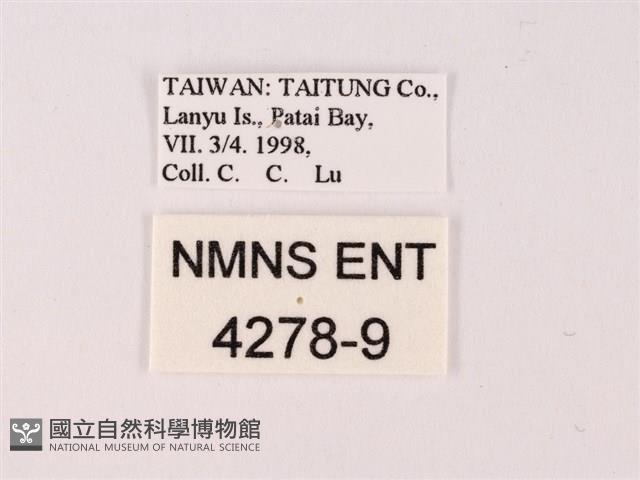 TAIWAN: TAITUNG Co.,
Lanyu Is., Patai Bay,
VII. 3/4. 1998,
Coll. C. C. Lu
NMNS ENT
4278-9
國立自然科學博物館
NATIONAL MUSEUM OF NATURAL SCIENCE